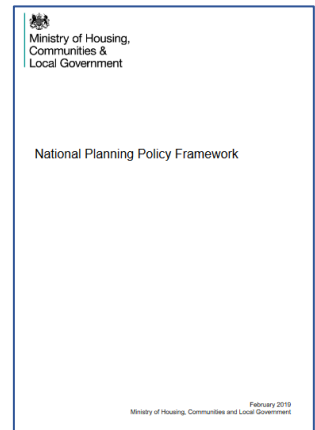 Ministry of Housing,
Communities &
Local Government
National Planning Policy Framework
February 2019
Ministry of Housing, Communities and Local Government